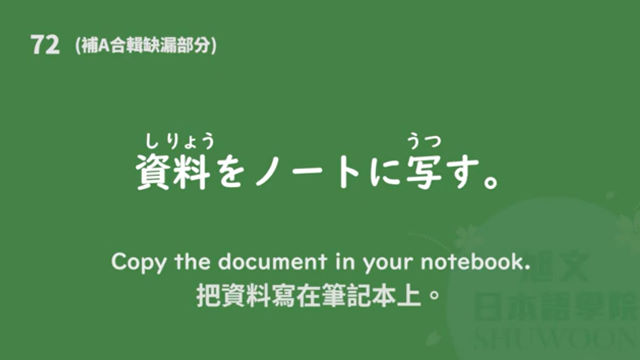 72 (補A合輯缺漏部分)
しりょう うつ
資料をノートに写す。
Copy the document in your notebook.
把資料寫在筆記本上。
旭文
日本語學院
SHUWOON